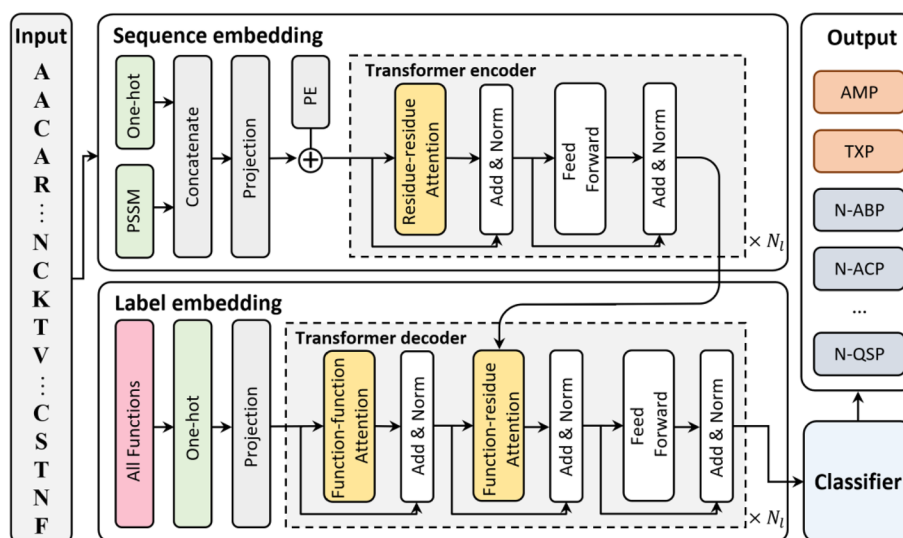 Input
A
A
C
A
R
⋮
N
C
K
T
V
⋮
C
S
T
N
F
Sequence embedding
One-hot
PSSM
Concatenate
Projection
PE
+
Transformer encoder
Residue-residue
Attention
Add & Norm
Feed
Forward
Add & Norm
× N_l
Label embedding
All Functions
One-hot
Projection
Transformer decoder
Function-function
Attention
Add & Norm
Function-residue
Attention
Add & Norm
Feed
Forward
Add & Norm
× N_l
Output
AMP
TXP
N-ABP
N-ACP
...
N-QSP
Classifier